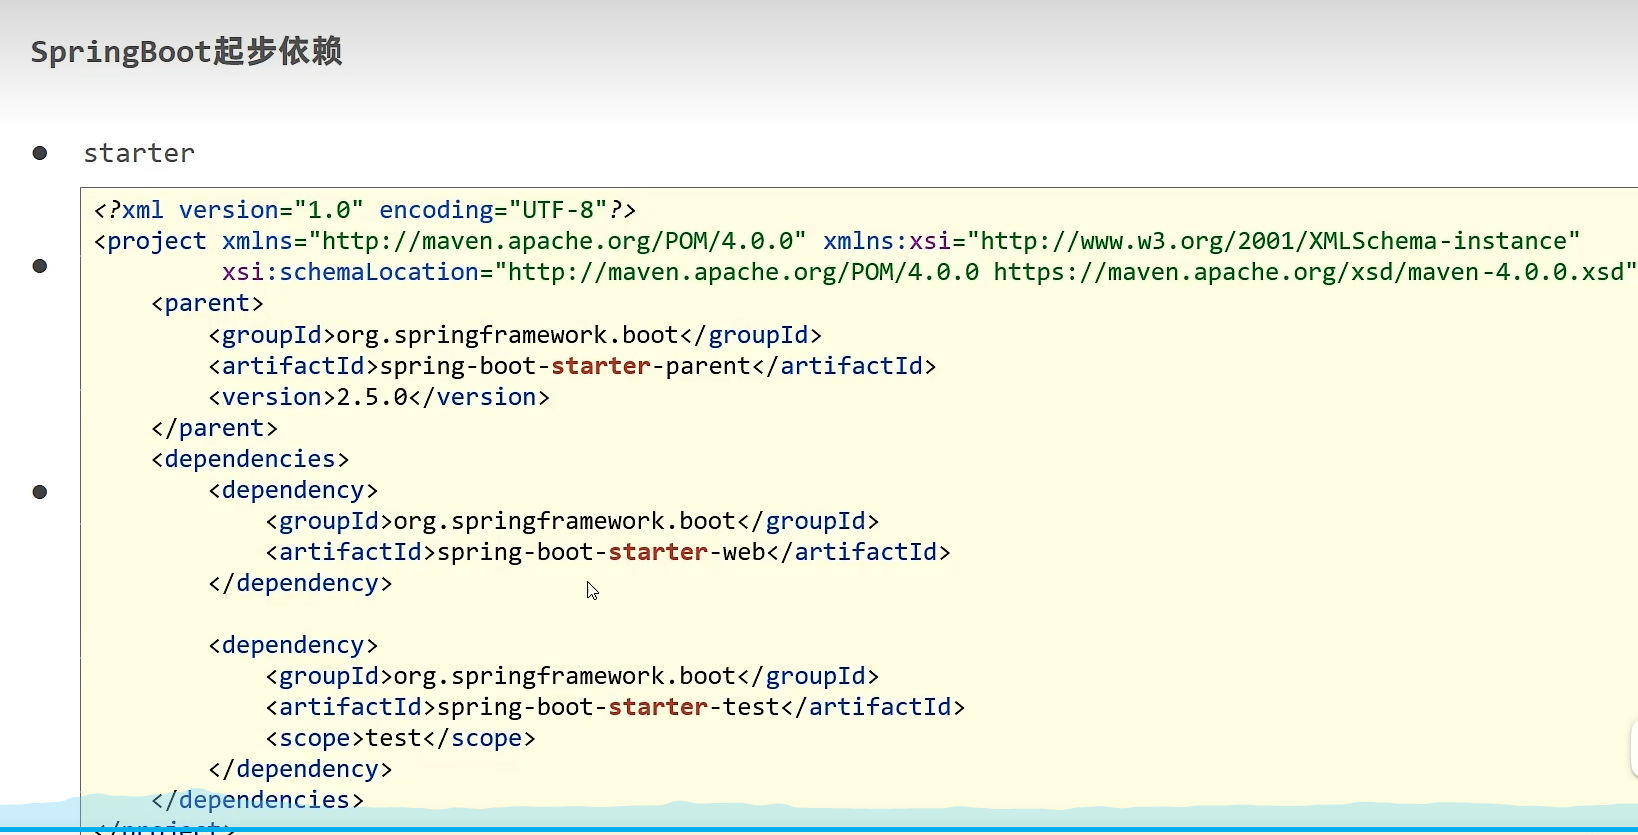 SpringBoot起步依赖
starter
<?xml version="1.0" encoding="UTF-8"?>
<project xmlns="http://maven.apache.org/POM/4.0.0" xmlns:xsi="http://www.w3.org/2001/XMLSchema-instance"
xsi:schemaLocation="http://maven.apache.org/POM/4.0.0 https://maven.apache.org/xsd/maven-4.0.0.xsd"
<parent>
<groupId>org.springframework.boot</groupId>
<artifactId>spring-boot-starter-parent</artifactId>
<version>2.5.0</version>
</parent>
<dependencies>
<dependency>
<groupId>org.springframework.boot</groupId>
<artifactId>spring-boot-starter-web</artifactId>
</dependency>
<dependency>
<groupId>org.springframework.boot</groupId>
<artifactId>spring-boot-starter-test</artifactId>
<scope>test</scope>
</dependency>
</dependencies>
</project>